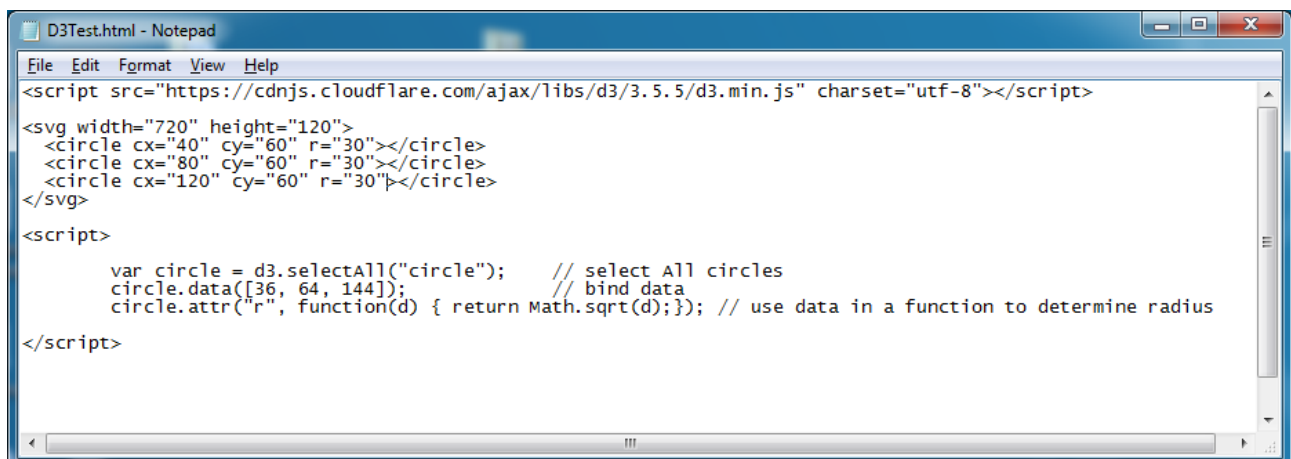 D3Test.html - Notepad
File Edit Format View Help
<script src="https://cdnjs.cloudflare.com/ajax/libs/d3/3.5.5/d3.min.js" charset="utf-8"></script>
<svg width="720" height="120">
<circle cx="40" cy="60" r="30"></circle>
<circle cx="80" cy="60" r="30"></circle>
<circle cx="120" cy="60" r="30"></circle>
</svg>
<script>
var circle = d3.selectAll("circle"); // select All circles
circle.data([36, 64, 144]); // bind data
circle.attr("r", function(d) { return Math.sqrt(d);}); // use data in a function to determine radius
</script>